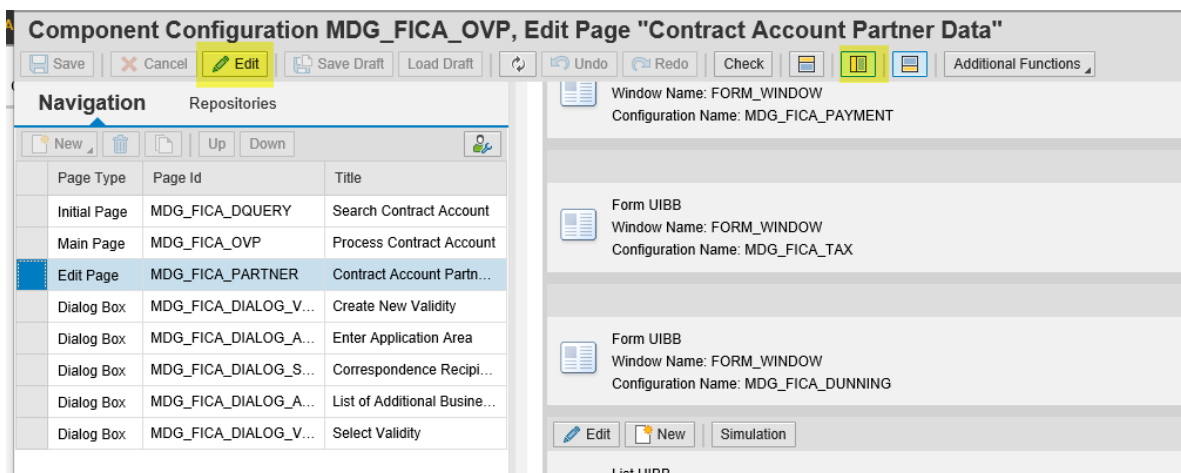 Component Configuration MDG_FICA_OVP, Edit Page "Contract Account Partner Data"
Save Cancel Edit Save Draft Load Draft Undo Redo Check Additional Functions
Navigation Repositories
New Up Down
Page Type Page Id Title
Initial Page MDG_FICA_DQUERY Search Contract Account
Main Page MDG_FICA_OVP Process Contract Account
Edit Page MDG_FICA_PARTNER Contract Account Partn...
Dialog Box MDG_FICA_DIALOG_V... Create New Validity
Dialog Box MDG_FICA_DIALOG_A... Enter Application Area
Dialog Box MDG_FICA_DIALOG_S... Correspondence Recipi...
Dialog Box MDG_FICA_DIALOG_A... List of Additional Busine...
Dialog Box MDG_FICA_DIALOG_V... Select Validity
Window Name: FORM_WINDOW
Configuration Name: MDG_FICA_PAYMENT
Form UIBB
Window Name: FORM_WINDOW
Configuration Name: MDG_FICA_TAX
Form UIBB
Window Name: FORM_WINDOW
Configuration Name: MDG_FICA_DUNNING
Edit New Simulation
List UIBB